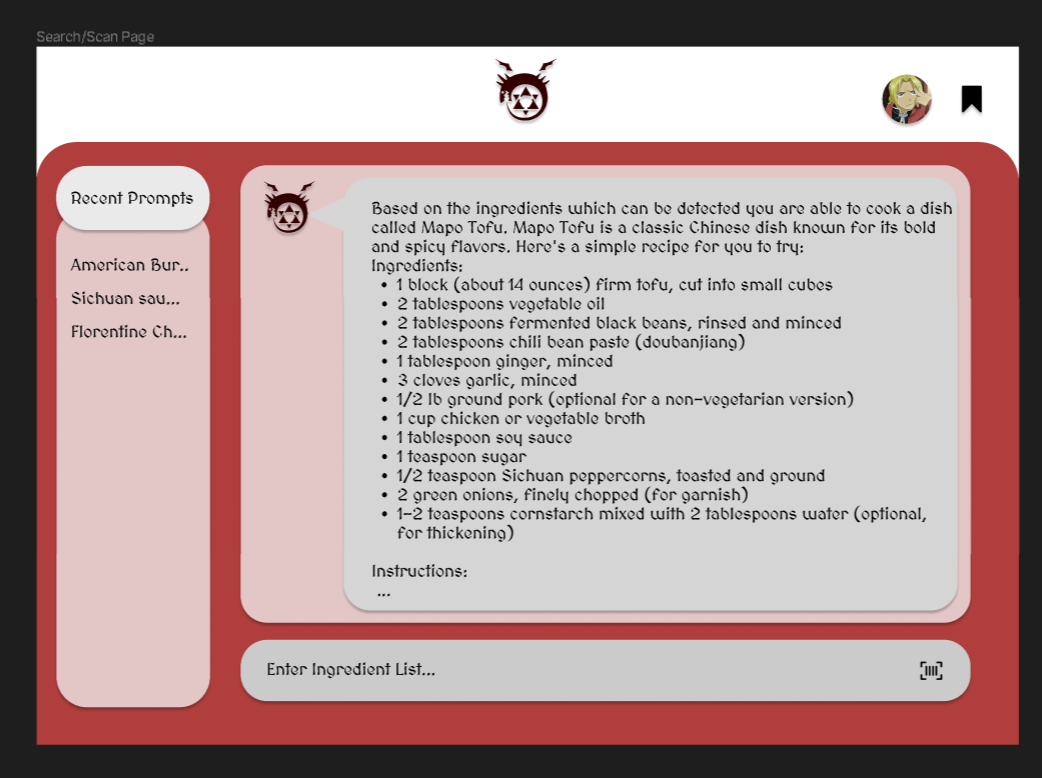 Search/Scan Page
Recent Prompts
American Bur..
Sichuan sau...
Florentine Ch...
Based on the ingredients which can be detected you are able to cook a dish
called Mapo Tofu. Mapo Tofu is a classic Chinese dish known for its bold
and spicy flavors. Here's a simple recipe for you to try:
Ingredients:
• 1 block (about 14 ounces) firm tofu, cut into small cubes
• 2 tablespoons vegetable oil
• 2 tablespoons fermented black beans, rinsed and minced
• 2 tablespoons chili bean paste (doubanjiang)
• 1 tablespoon ginger, minced
• 3 cloves garlic, minced
• 1/2 lb ground pork (optional for a non-vegetarian version)
• 1 cup chicken or vegetable broth
• 1 tablespoon soy sauce
• 1 teaspoon sugar
• 1/2 teaspoon Sichuan peppercorns, toasted and ground
• 2 green onions, finely chopped (for garnish)
• 1-2 teaspoons cornstarch mixed with 2 tablespoons water (optional,
for thickening)
Instructions:
...
Enter Ingredient List...